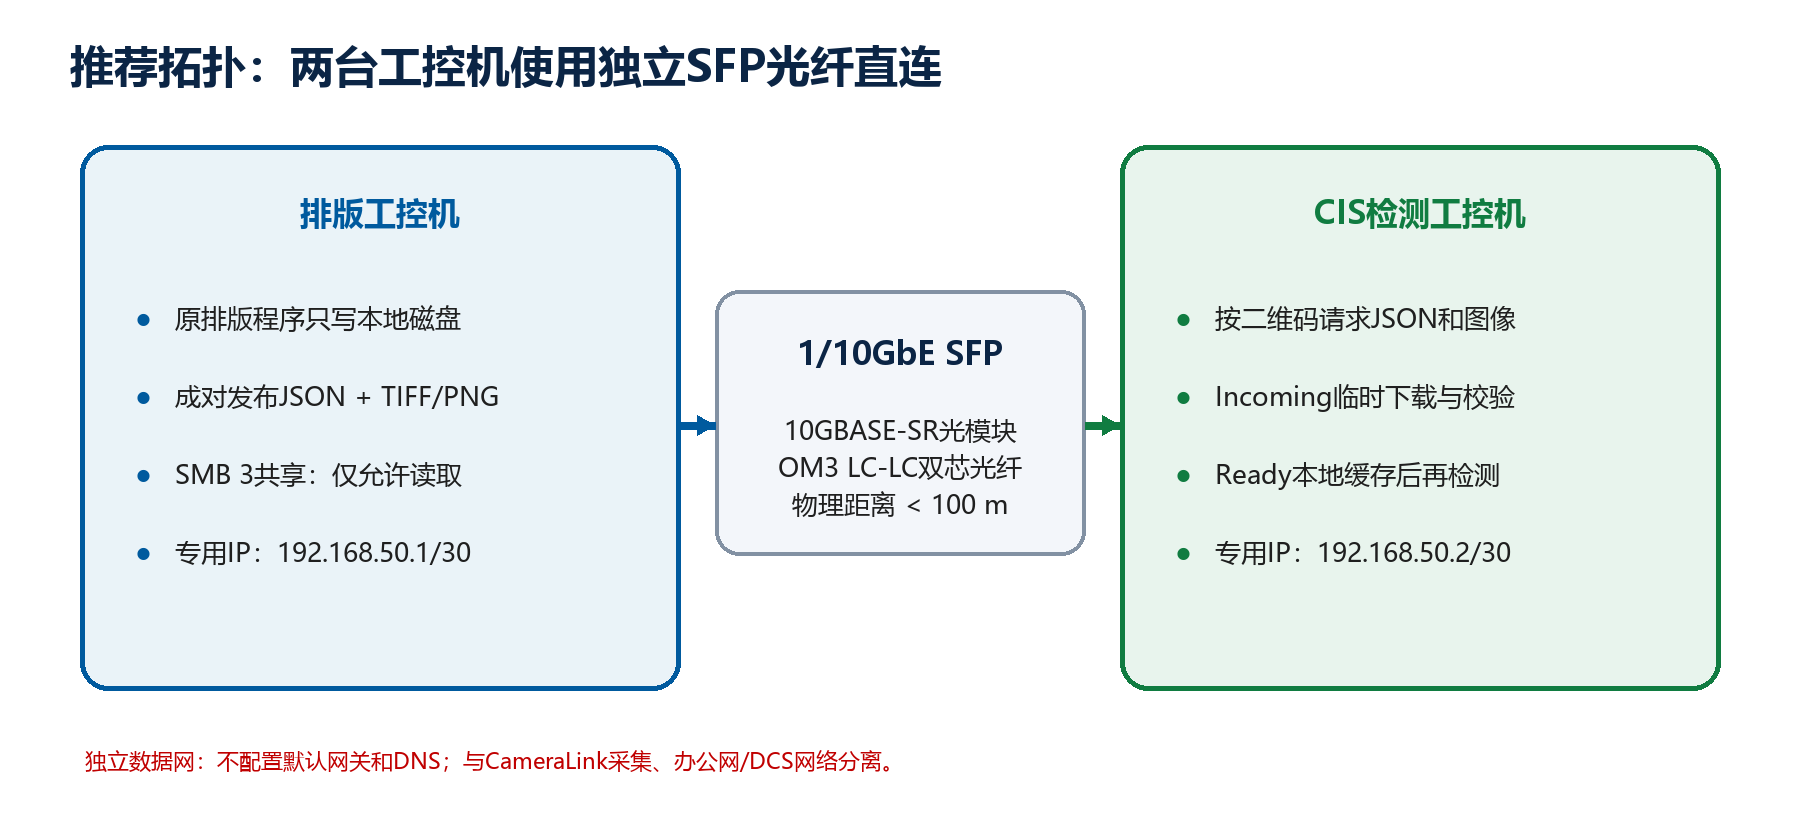 推荐拓扑：两台工控机使用独立SFP光纤直连
排版工控机
● 原排版程序只写本地磁盘
● 成对发布JSON + TIFF/PNG
● SMB 3共享：仅允许读取
● 专用IP：192.168.50.1/30
1/10GbE SFP
10GBASE-SR光模块
OM3 LC-LC双芯光纤
物理距离 < 100 m
CIS检测工控机
● 按二维码请求JSON和图像
● Incoming临时下载与校验
● Ready本地缓存后再检测
● 专用IP：192.168.50.2/30
独立数据网：不配置默认网关和DNS；与CameraLink采集、办公网/DCS网络分离。